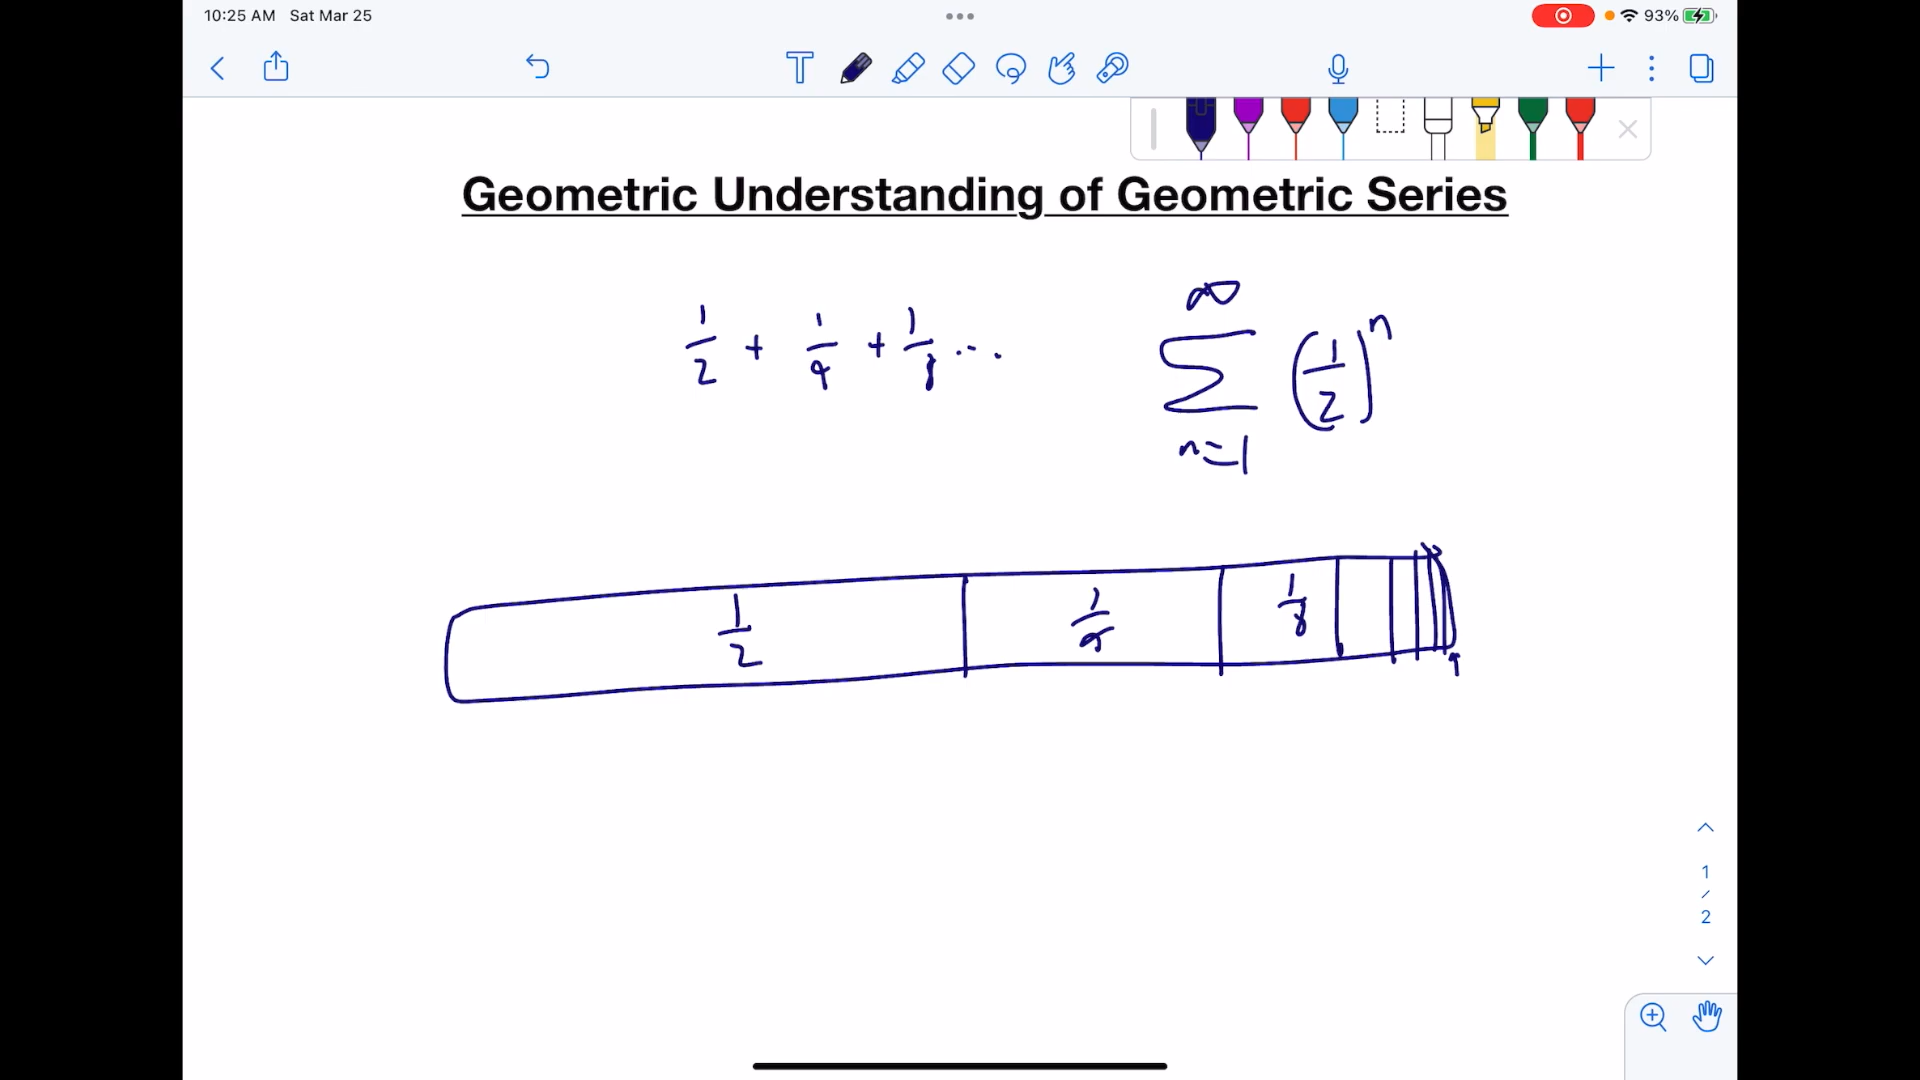 10:25 AM Sat Mar 25
93%
Geometric Understanding of Geometric Series
1/2 + 1/4 + 1/8 ...
∞
∑ (1/2)^n
n=1
1/2 1/4 1/8
1
/
2